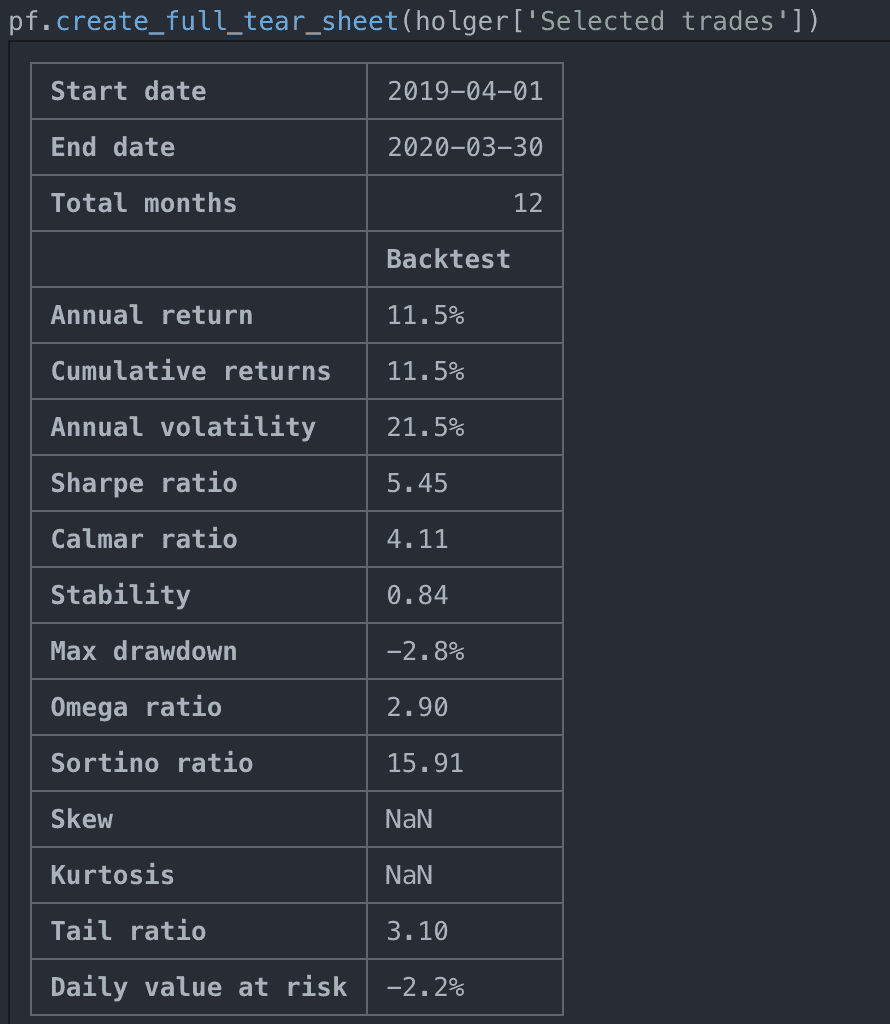 pf.create_full_tear_sheet(holger['Selected trades'])
Start date 2019-04-01
End date 2020-03-30
Total months 12
Backtest
Annual return 11.5%
Cumulative returns 11.5%
Annual volatility 21.5%
Sharpe ratio 5.45
Calmar ratio 4.11
Stability 0.84
Max drawdown -2.8%
Omega ratio 2.90
Sortino ratio 15.91
Skew NaN
Kurtosis NaN
Tail ratio 3.10
Daily value at risk -2.2%